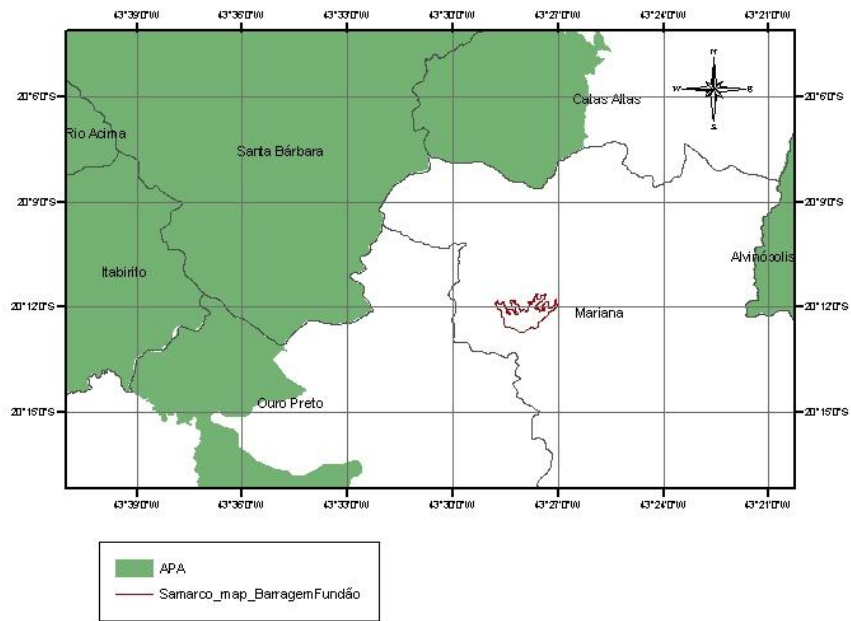 43°39'0"W 43°36'0"W 43°33'0"W 43°30'0"W 43°27'0"W 43°24'0"W 43°21'0"W
N
W E
S
20°6'0"S 20°6'0"S
Catas Altas
Rio Acima
Santa Bárbara
20°9'0"S 20°9'0"S
Alvinópolis
Itabirito
20°12'0"S 20°12'0"S
Mariana
Ouro Preto
20°15'0"S 20°15'0"S
43°39'0"W 43°36'0"W 43°33'0"W 43°30'0"W 43°27'0"W 43°24'0"W 43°21'0"W
APA
Samarco_map_BarragemFundão